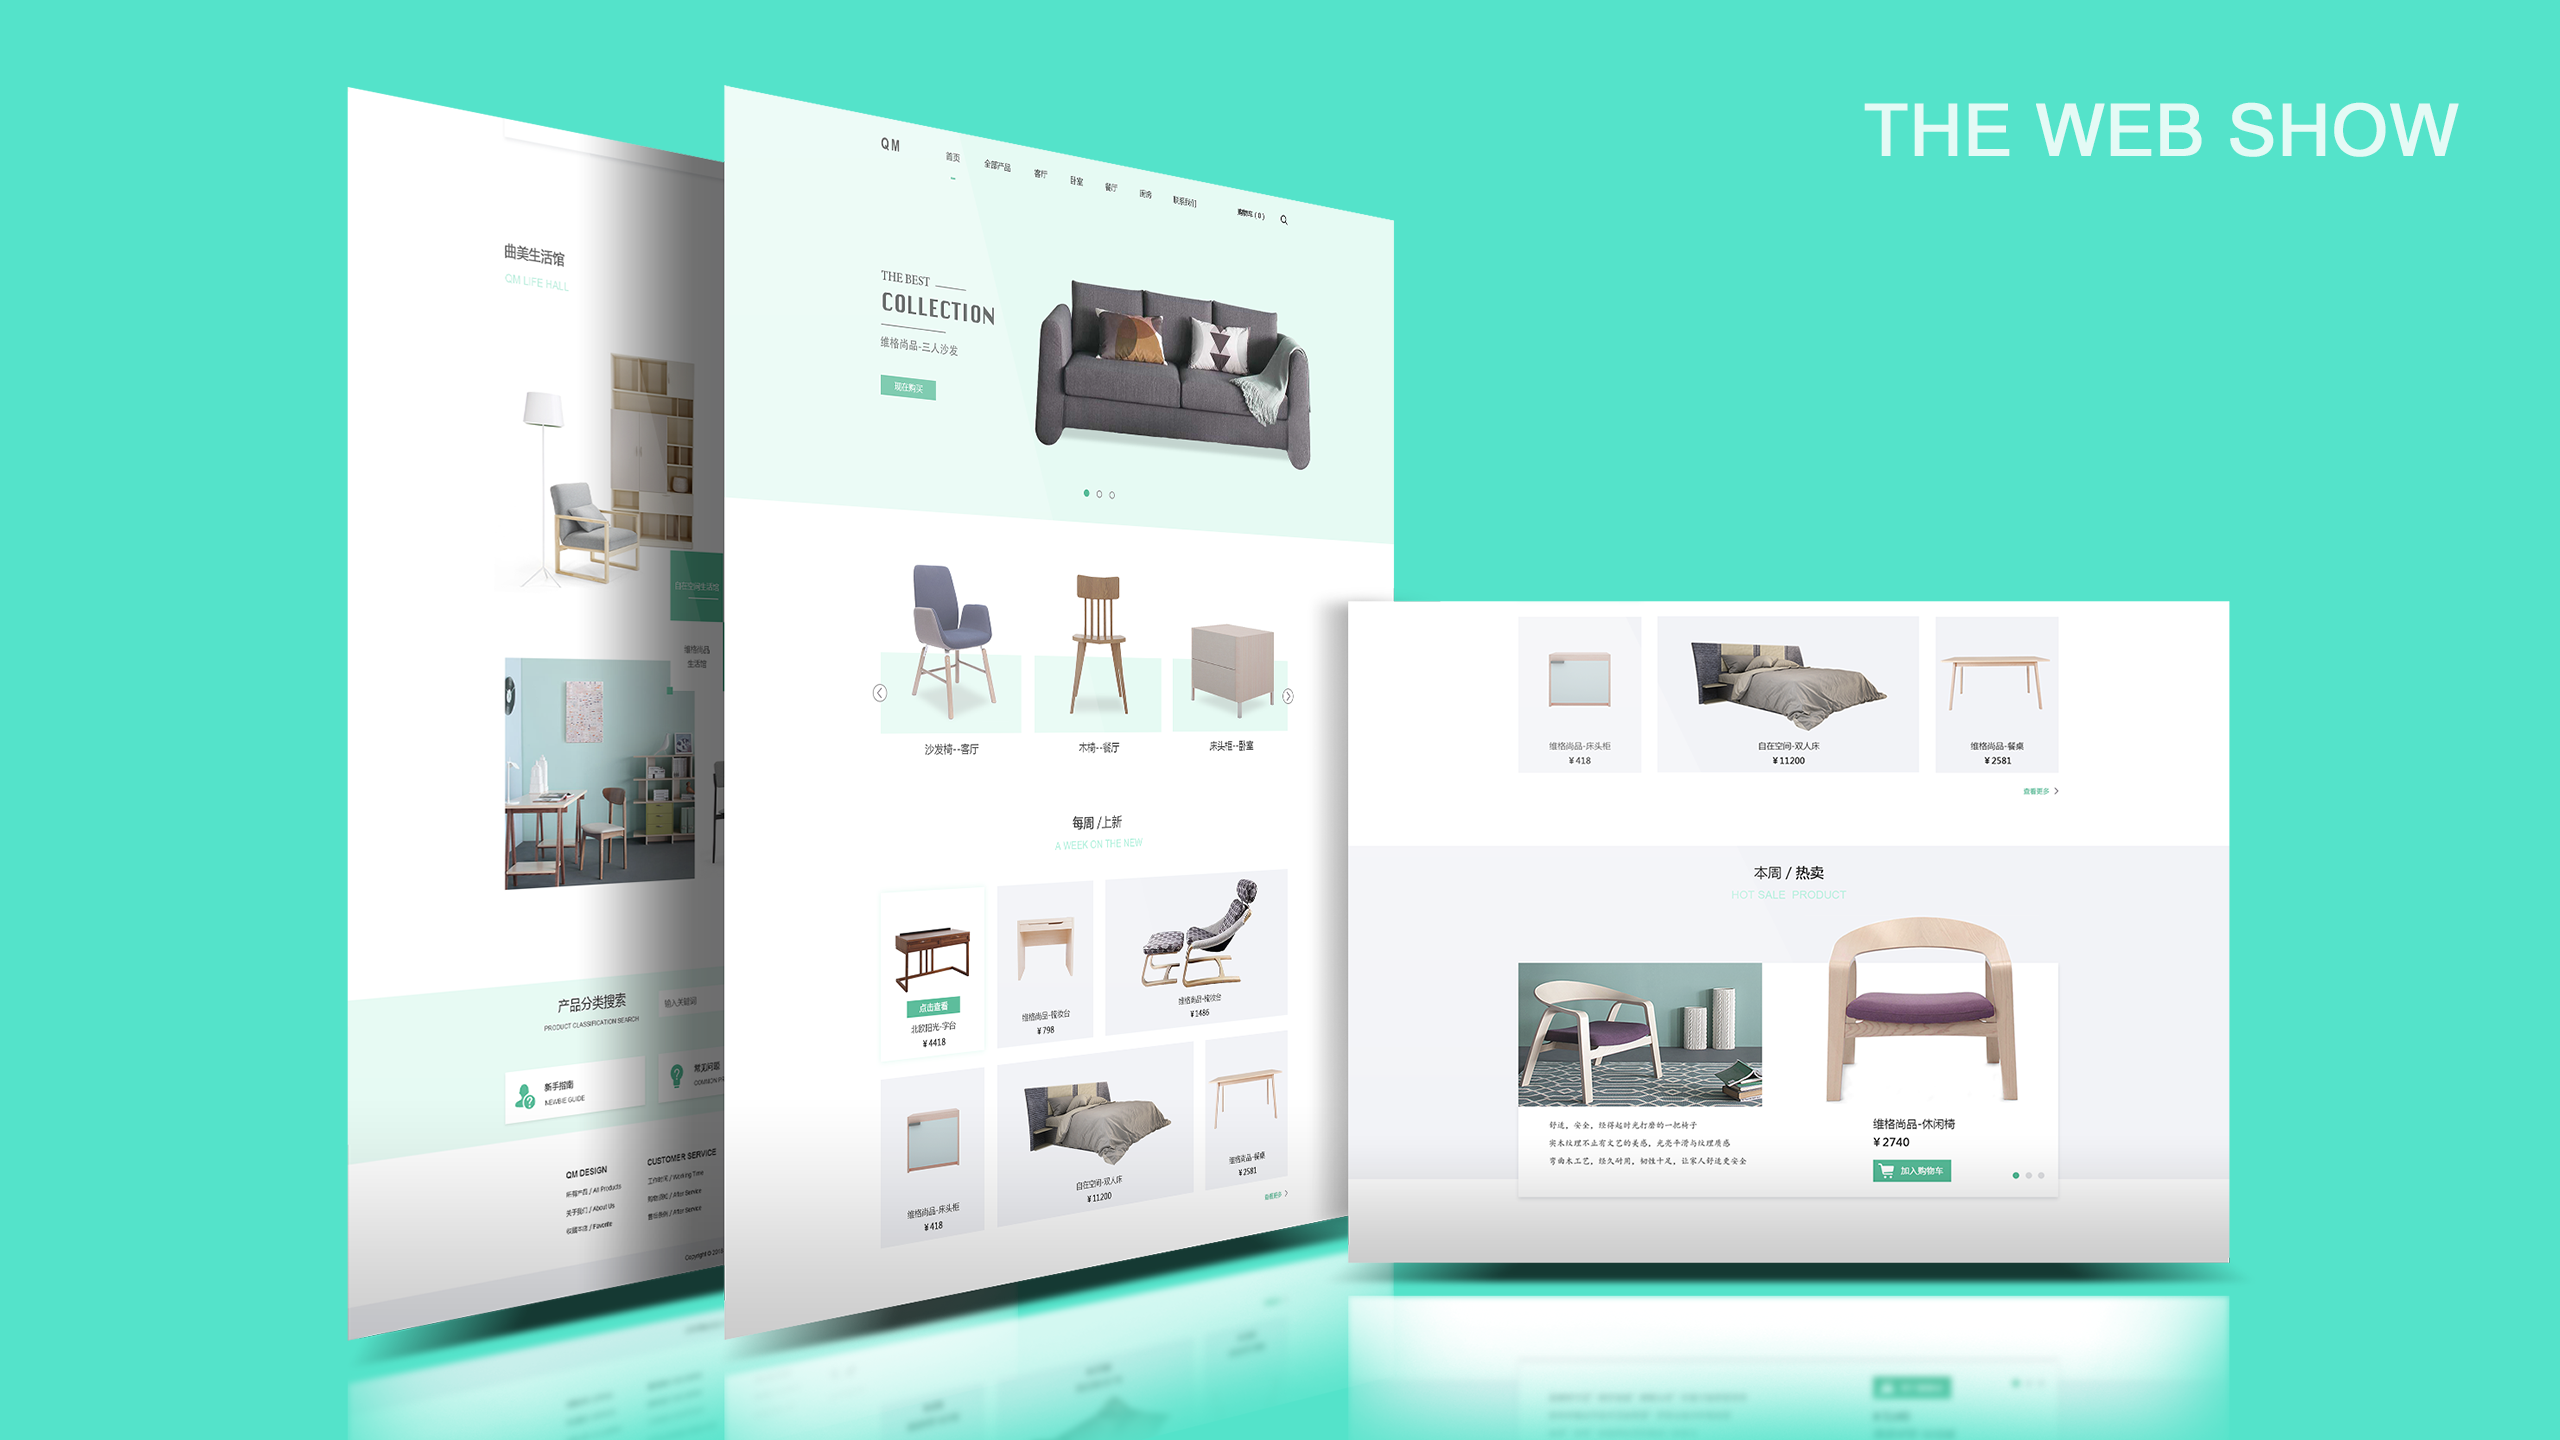 THE WEB SHOW
曲美生活馆
QM LIFE HALL
自在空间生活馆
维格尚品
生活馆
产品分类搜索
PRODUCT CLASSIFICATION SEARCH
输入关键词
新手指南
NEWBIE GUIDE
常见问题
QM DESIGN
所有产品 / All Products
关于我们 / About Us
收藏本店 / Favorite
CUSTOMER SERVICE
工作时间 / Working Time
购物须知 / After Service
售后条例 / After Service
Copyright © 2018
QM
首页 全部产品 客厅 卧室 餐厅 厨房 联系我们 购物车 ( 0 )
THE BEST
COLLECTION
维格尚品-三人沙发
现在购买
沙发椅--客厅
木椅--餐厅
床头柜--卧室
每周 /上新
A WEEK ON THE NEW
点击查看
北欧阳光-字台
¥ 4418
维格尚品-梳妆台
¥ 798
维格尚品-梳妆台
¥ 1486
维格尚品-床头柜
¥ 418
自在空间-双人床
¥ 11200
维格尚品-餐桌
¥ 2581
查看更多
维格尚品-床头柜
¥ 418
自在空间-双人床
¥ 11200
维格尚品-餐桌
¥ 2581
查看更多
本周 / 热卖
HOT SALE PRODUCT
舒适，安全，经得起时光打磨的一把椅子
实木纹理不止有文艺的美感，光亮平滑与纹理质感
弯曲木工艺，经久耐用，韧性十足，让家人舒适更安全
维格尚品-休闲椅
¥ 2740
加入购物车